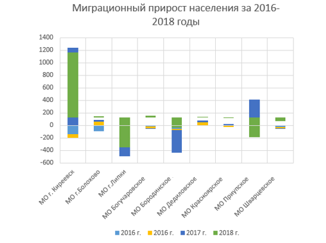 Миграционный прирост населения за 2016-
2018 годы
1400
1200
1000
800
600
400
200
0
-200
-400
-600
МО г. Киреевск
МО г.Болохово
МО г.Липки
МО Богучаровское
МО Бородинское
МО Дедиловское
МО Красноярское
МО Приупское
МО Шварцевское
2016 г.
2016 г.
2017 г.
2018 г.